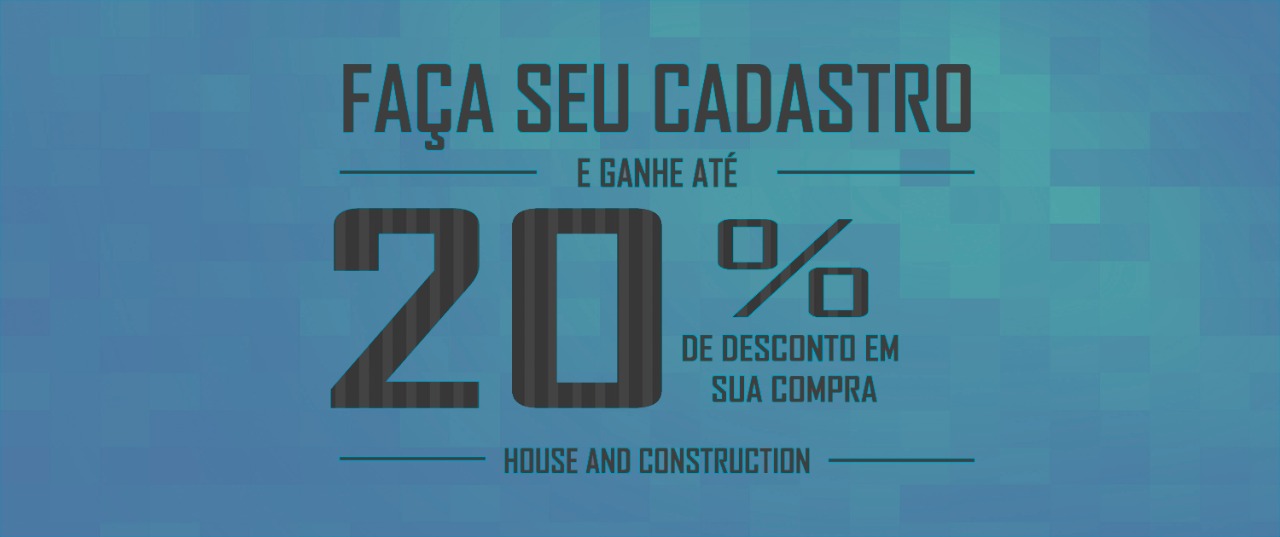 FAÇA SEU CADASTRO
E GANHE ATÉ
20%
DE DESCONTO EM
SUA COMPRA
HOUSE AND CONSTRUCTION